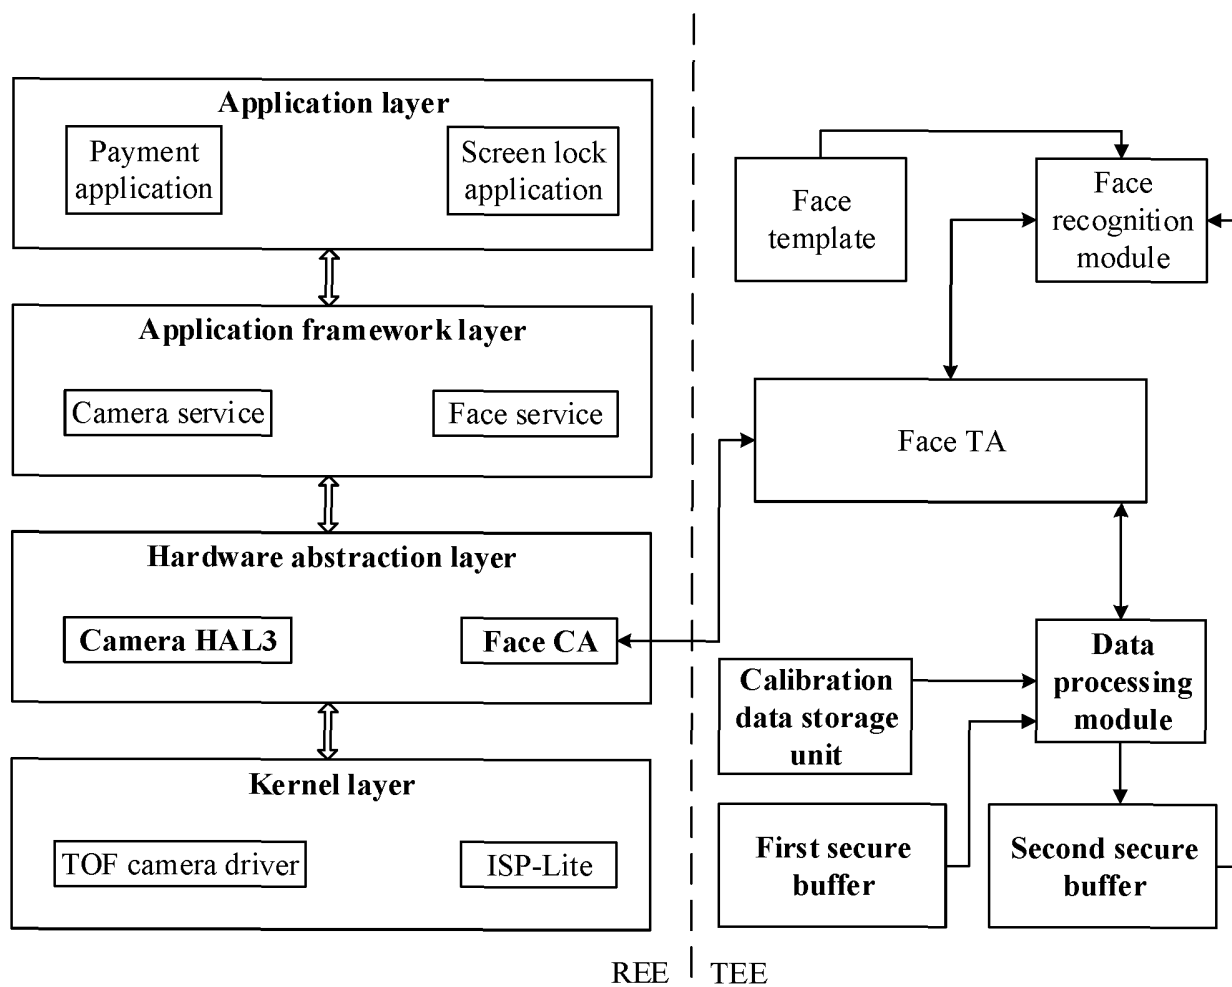 Application layer
Payment
application
Screen lock
application
Application framework layer
Camera service
Face service
Hardware abstraction layer
Camera HAL3
Face CA
Kernel layer
TOF camera driver
ISP-Lite
REE
TEE
Face
template
Face
recognition
module
Face TA
Calibration
data storage
unit
Data
processing
module
First secure
buffer
Second secure
buffer